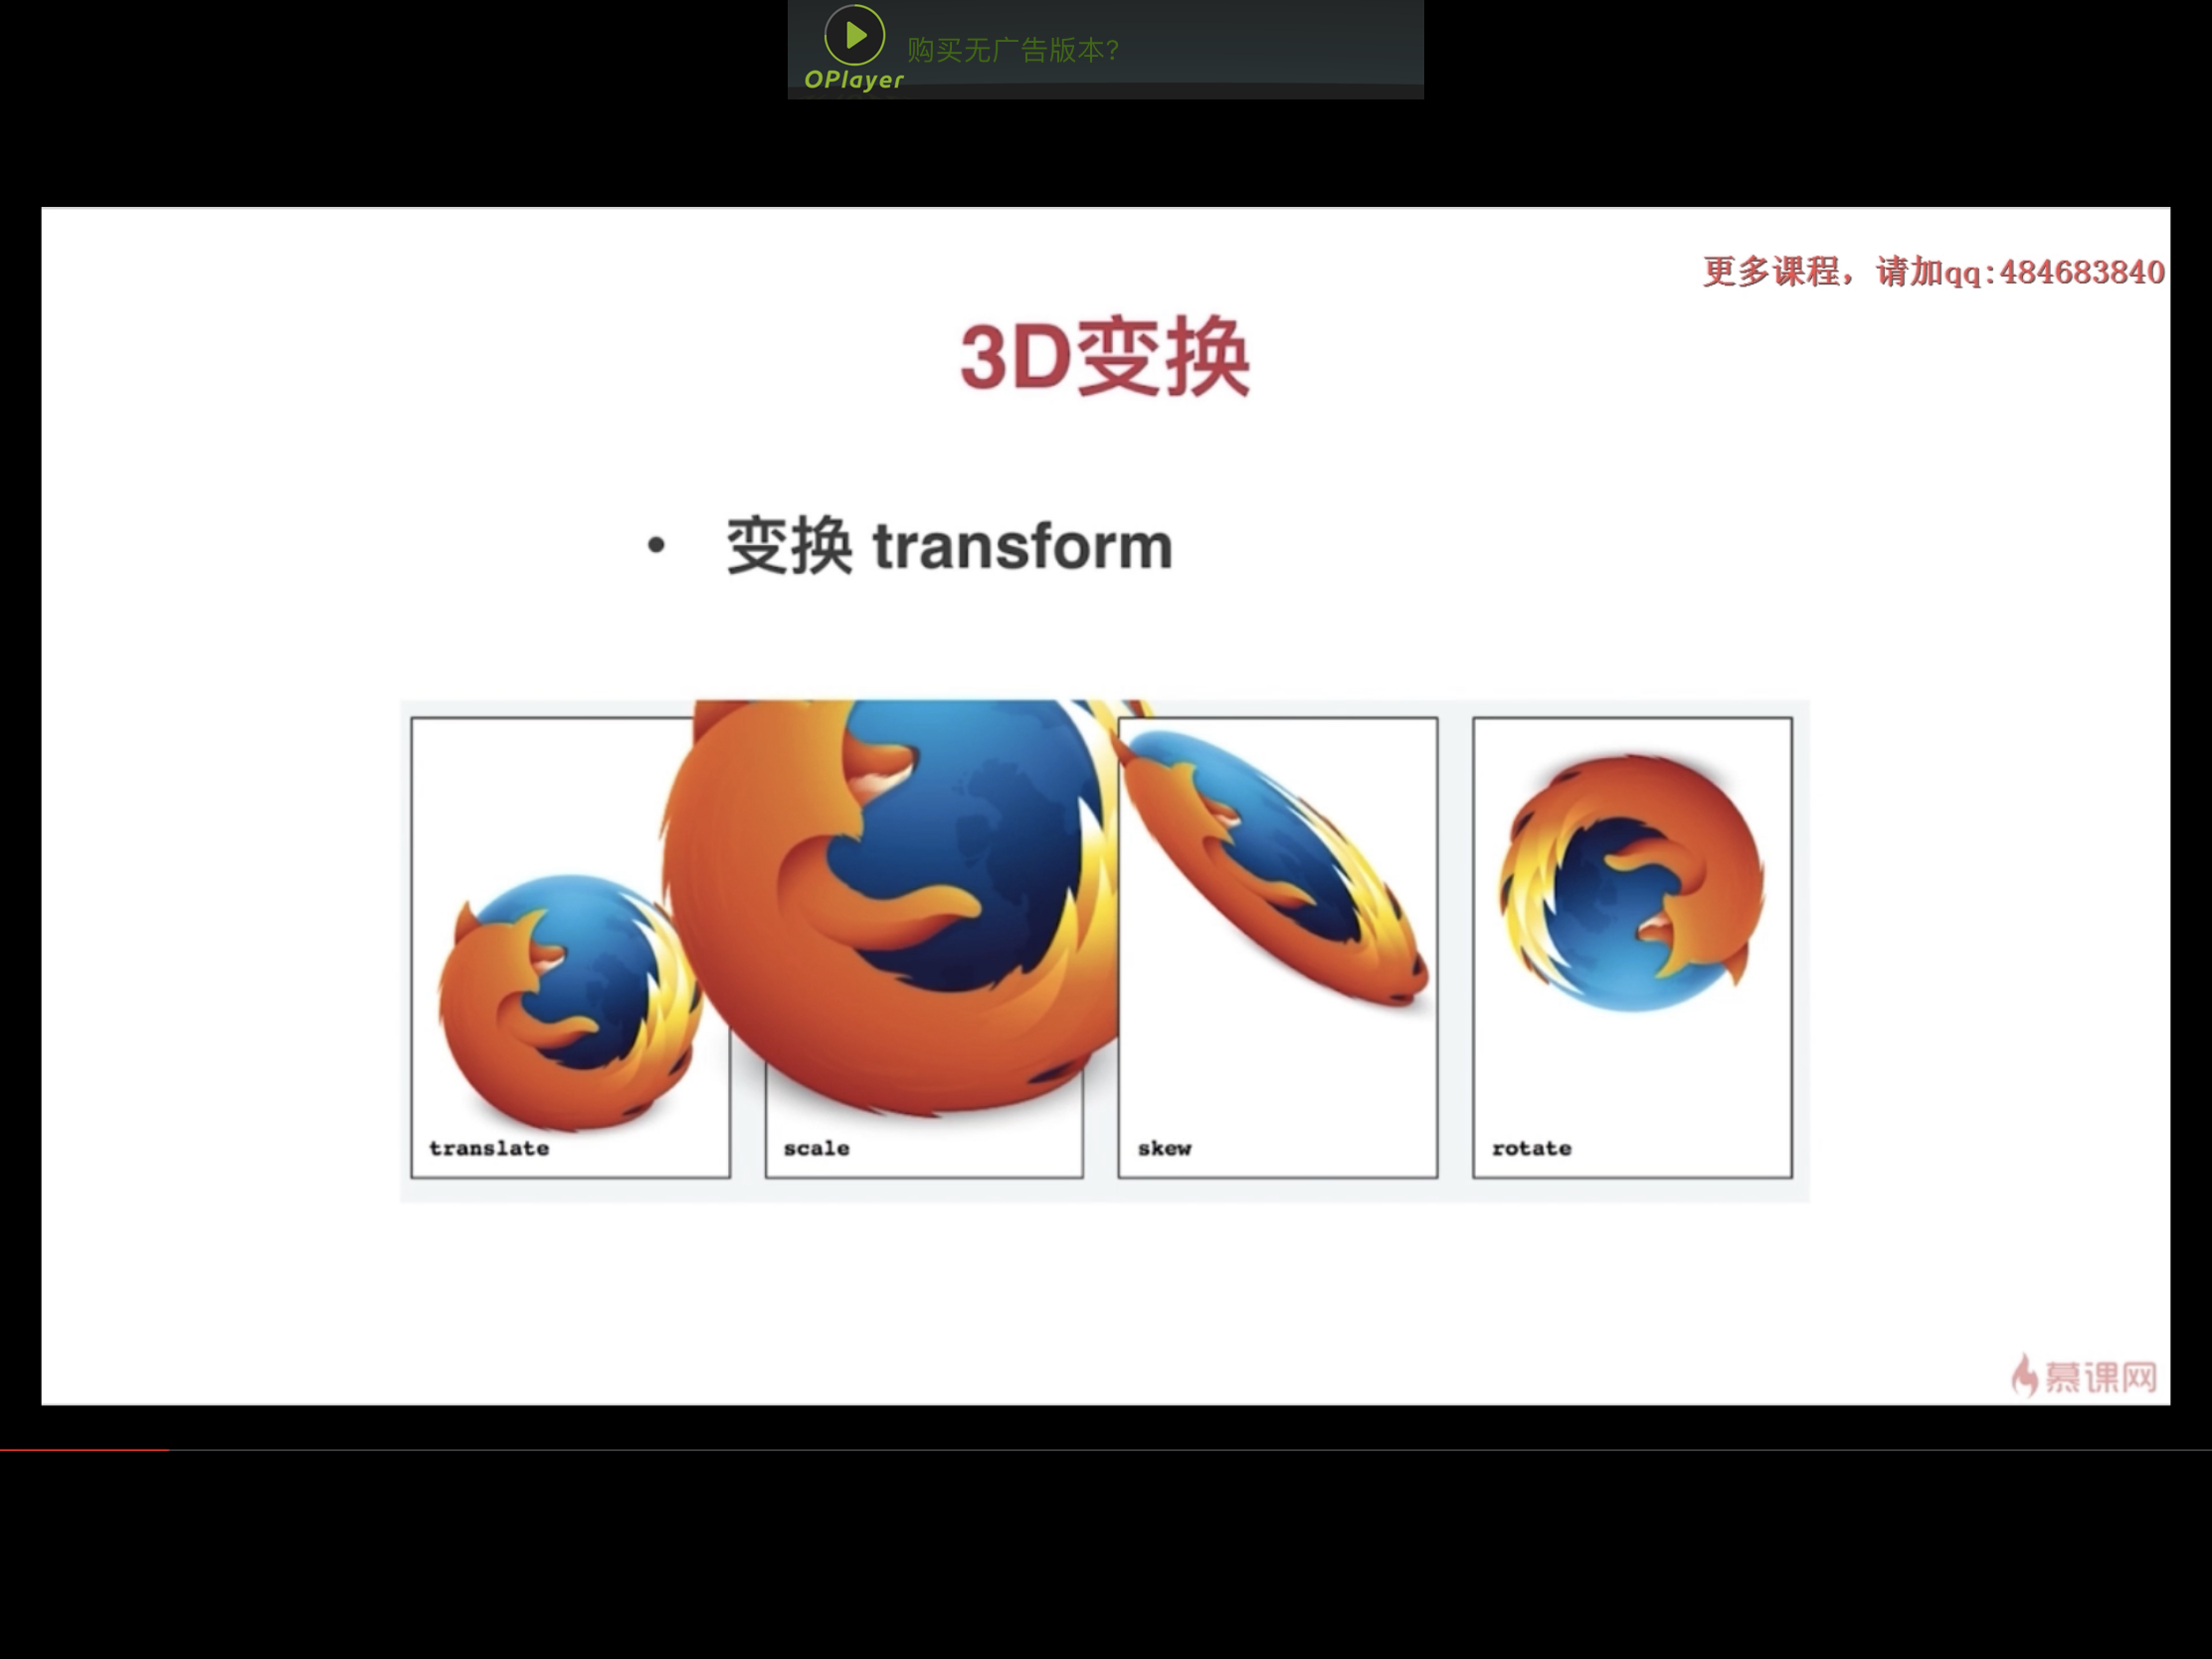 购买无广告版本?
OPlayer
更多课程，请加qq:484683840
3D变换
• 变换 transform
translate
scale
skew
rotate
慕课网